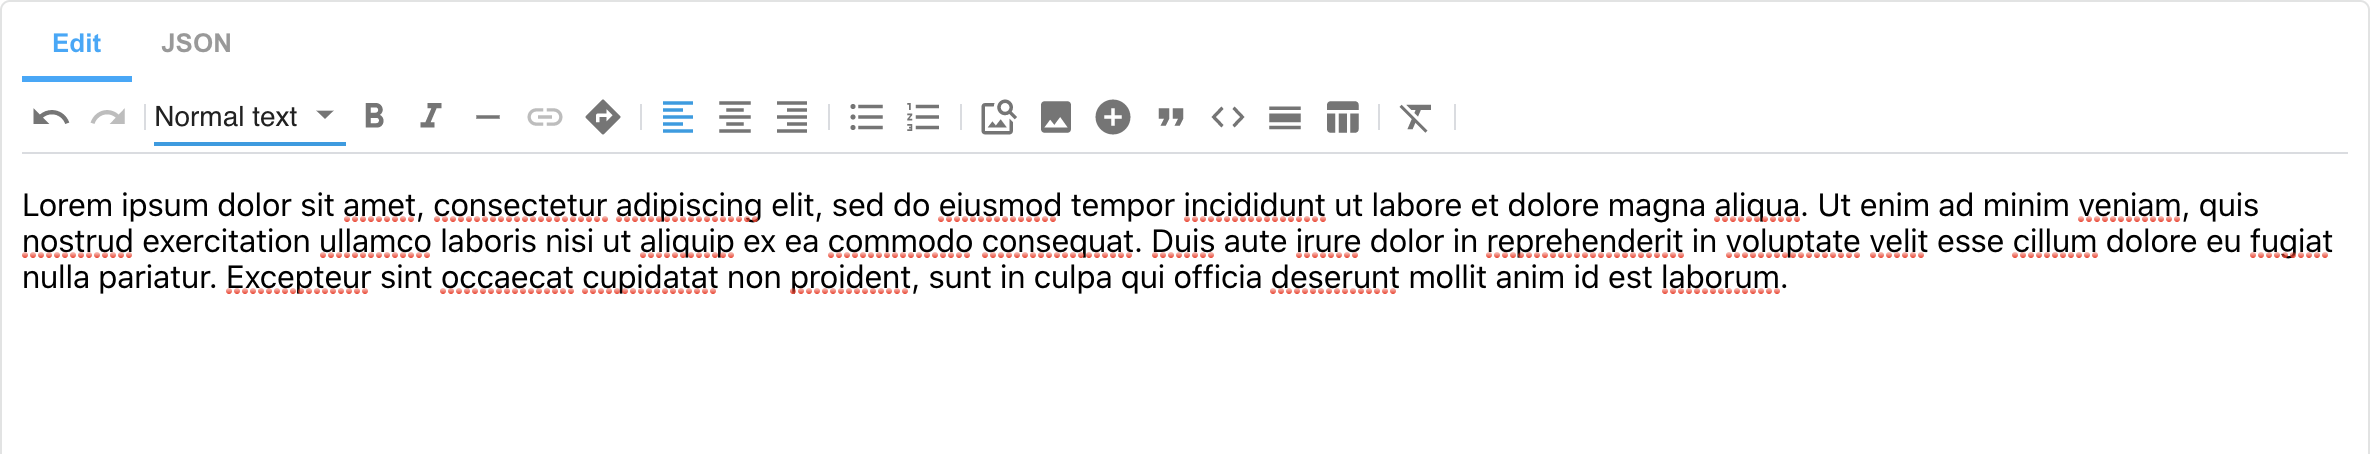 Edit JSON
Normal text
Lorem ipsum dolor sit amet, consectetur adipiscing elit, sed do eiusmod tempor incididunt ut labore et dolore magna aliqua. Ut enim ad minim veniam, quis
nostrud exercitation ullamco laboris nisi ut aliquip ex ea commodo consequat. Duis aute irure dolor in reprehenderit in voluptate velit esse cillum dolore eu fugiat
nulla pariatur. Excepteur sint occaecat cupidatat non proident, sunt in culpa qui officia deserunt mollit anim id est laborum.